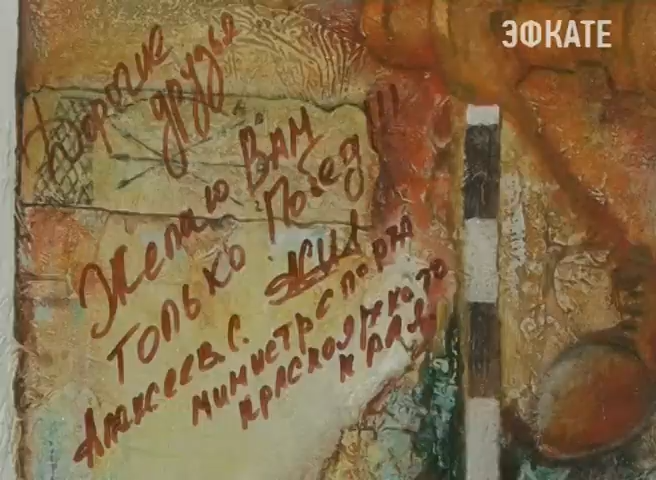 ЭФКАТЕ
Дорогие
друзья
Желаю ВАМ
только Побед!!!
Алексеев.С.
министр спорта
красноярского
края.